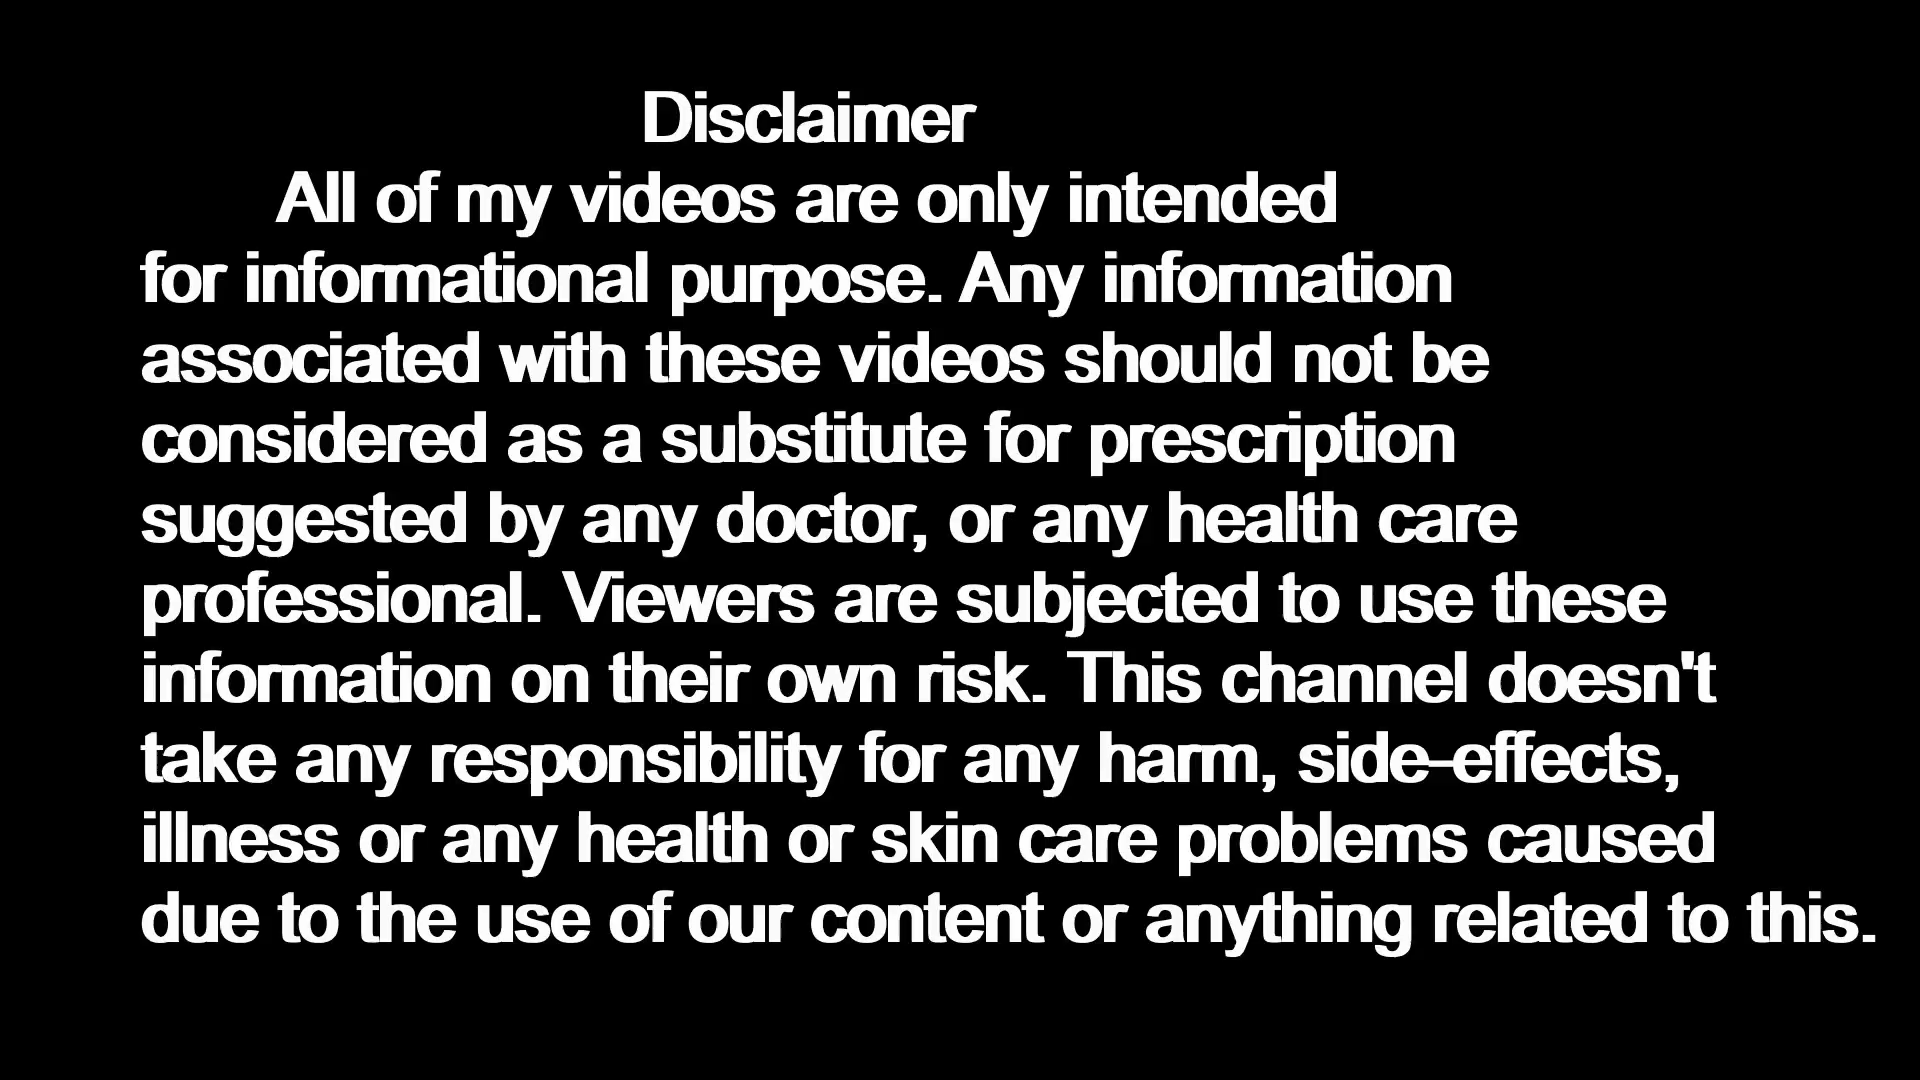 Disclaimer
All of my videos are only intended
for informational purpose. Any information
associated with these videos should not be
considered as a substitute for prescription
suggested by any doctor, or any health care
professional. Viewers are subjected to use these
information on their own risk. This channel doesn't
take any responsibility for any harm, side-effects,
illness or any health or skin care problems caused
due to the use of our content or anything related to this.